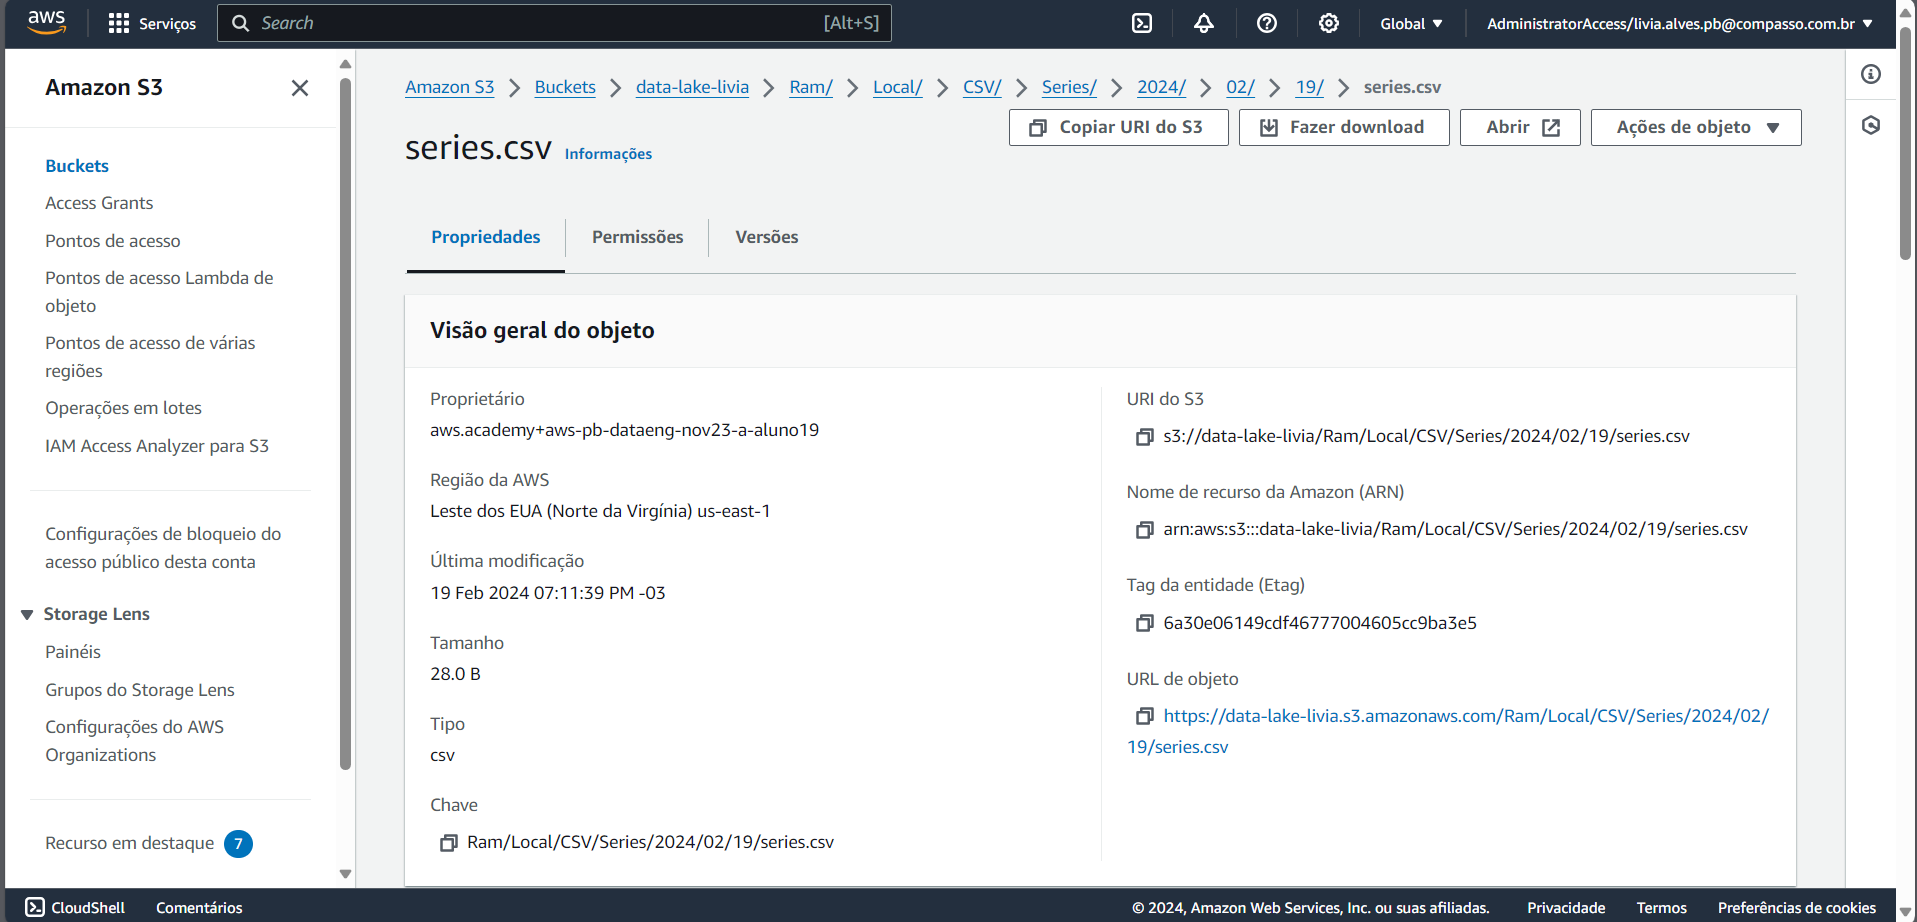 aws
Serviços
Search [Alt+S]
Global
AdministratorAccess/livia.alves.pb@compasso.com.br
Amazon S3
Buckets
Access Grants
Pontos de acesso
Pontos de acesso Lambda de
objeto
Pontos de acesso de várias
regiões
Operações em lotes
IAM Access Analyzer para S3
Configurações de bloqueio do
acesso público desta conta
Storage Lens
Painéis
Grupos do Storage Lens
Configurações do AWS
Organizations
Recurso em destaque 7
Amazon S3 Buckets data-lake-livia Ram/ Local/ CSV/ Series/ 2024/ 02/ 19/ series.csv
series.csv Informações
Copiar URI do S3
Fazer download
Abrir
Ações de objeto
Propriedades
Permissões
Versões
Visão geral do objeto
Proprietário
aws.academy+aws-pb-dataeng-nov23-a-aluno19
Região da AWS
Leste dos EUA (Norte da Virgínia) us-east-1
Última modificação
19 Feb 2024 07:11:39 PM -03
Tamanho
28.0 B
Tipo
csv
Chave
Ram/Local/CSV/Series/2024/02/19/series.csv
URI do S3
s3://data-lake-livia/Ram/Local/CSV/Series/2024/02/19/series.csv
Nome de recurso da Amazon (ARN)
arn:aws:s3:::data-lake-livia/Ram/Local/CSV/Series/2024/02/19/series.csv
Tag da entidade (Etag)
6a30e06149cdf46777004605cc9ba3e5
URL de objeto
https://data-lake-livia.s3.amazonaws.com/Ram/Local/CSV/Series/2024/02/
19/series.csv
CloudShell
Comentários
© 2024, Amazon Web Services, Inc. ou suas afiliadas.
Privacidade
Termos
Preferências de cookies